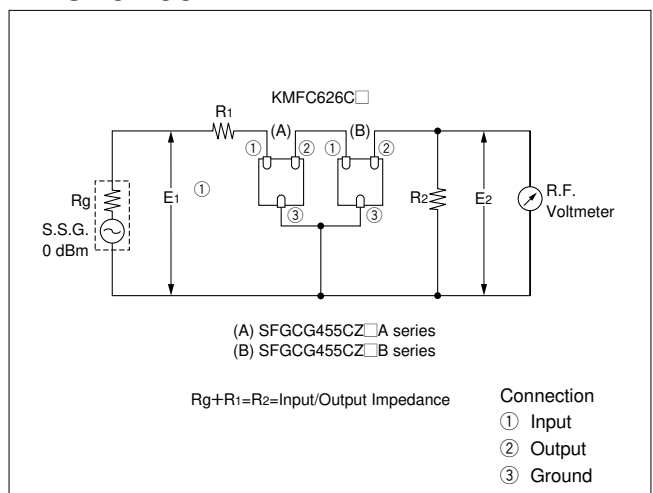 KMFC626C□
R1
(A)
(B)
①
②
①
②
Rg
E1
①
③
③
R2
E2
R.F.
Voltmeter
S.S.G.
0 dBm
(A) SFGCG455CZ□A series
(B) SFGCG455CZ□B series
Rg+R1=R2=Input/Output Impedance
Connection
① Input
② Output
③ Ground